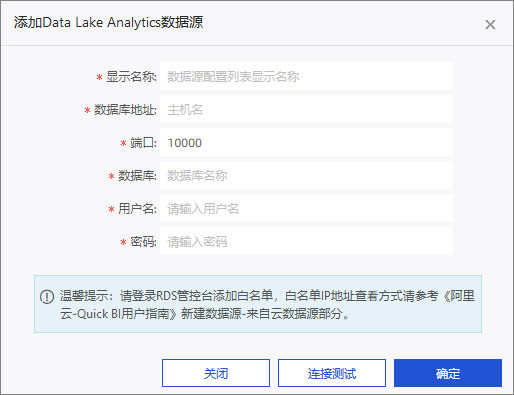 添加Data Lake Analytics数据源
* 显示名称: 数据源配置列表显示名称
* 数据库地址: 主机名
* 端口: 10000
* 数据库: 数据库名称
* 用户名: 请输入用户名
* 密码: 请输入密码
温馨提示：请登录RDS管控台添加白名单，白名单IP地址查看方式请参考《阿里
云-Quick BI用户指南》新建数据源-来自云数据源部分。
关闭 连接测试 确定